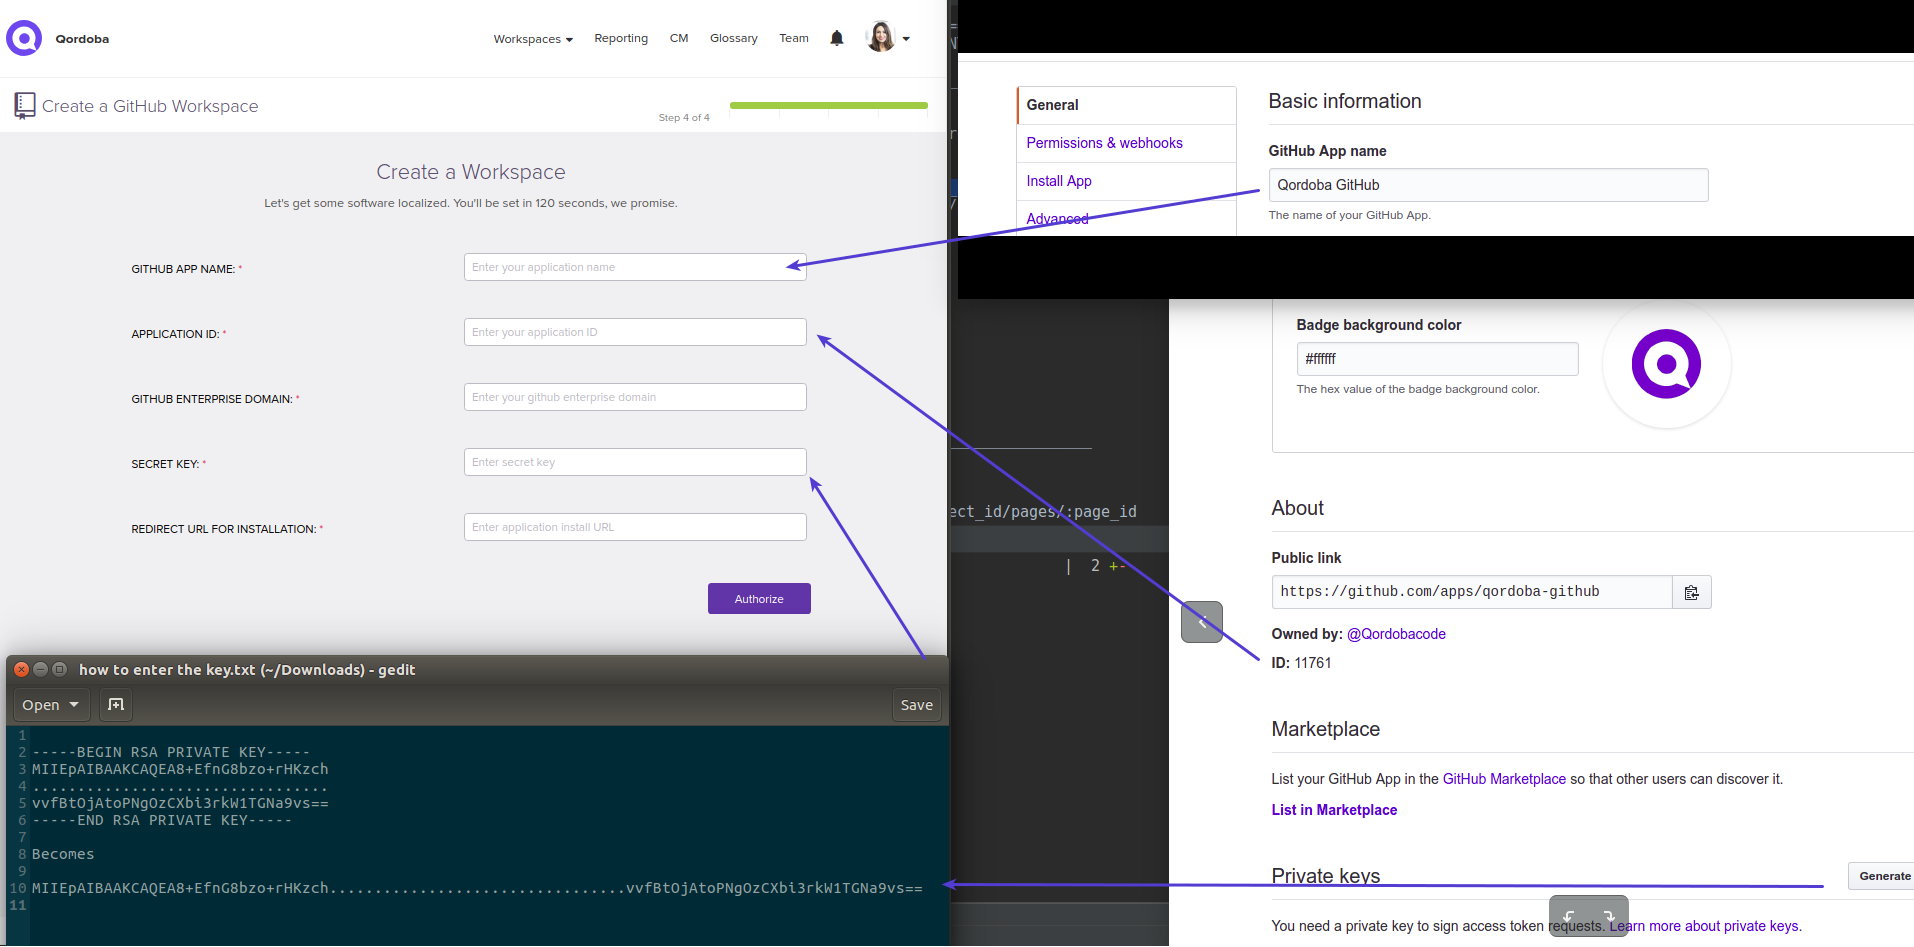 Qordoba
Workspaces
Reporting
CM
Glossary
Team
Create a GitHub Workspace
Step 4 of 4
Create a Workspace
Let's get some software localized. You'll be set in 120 seconds, we promise.
GITHUB APP NAME: *
Enter your application name
APPLICATION ID: *
Enter your application ID
GITHUB ENTERPRISE DOMAIN: *
Enter your github enterprise domain
SECRET KEY: *
Enter secret key
REDIRECT URL FOR INSTALLATION: *
Enter application install URL
Authorize
how to enter the key.txt (~/Downloads) - gedit
Open
Save
1
2 -----BEGIN RSA PRIVATE KEY-----
3 MIIEpAIBAAKCAQEA8+EfnG8bzo+rHKzch
4 .................................
5 vvfBtOjAtoPNgOzCXbi3rkW1TGNa9vs==
6 -----END RSA PRIVATE KEY-----
7
8 Becomes
9
10 MIIEpAIBAAKCAQEA8+EfnG8bzo+rHKzch.................................vvfBtOjAtoPNgOzCXbi3rkW1TGNa9vs==
11
ect_id/pages/:page_id
| 2 +-
General
Permissions & webhooks
Install App
Advanced
Basic information
GitHub App name
Qordoba GitHub
The name of your GitHub App.
Badge background color
#ffffff
The hex value of the badge background color.
About
Public link
https://github.com/apps/qordoba-github
Owned by: @Qordobacode
ID: 11761
Marketplace
List your GitHub App in the GitHub Marketplace so that other users can discover it.
List in Marketplace
Private keys
Generate
You need a private key to sign access token requests. Learn more about private keys.